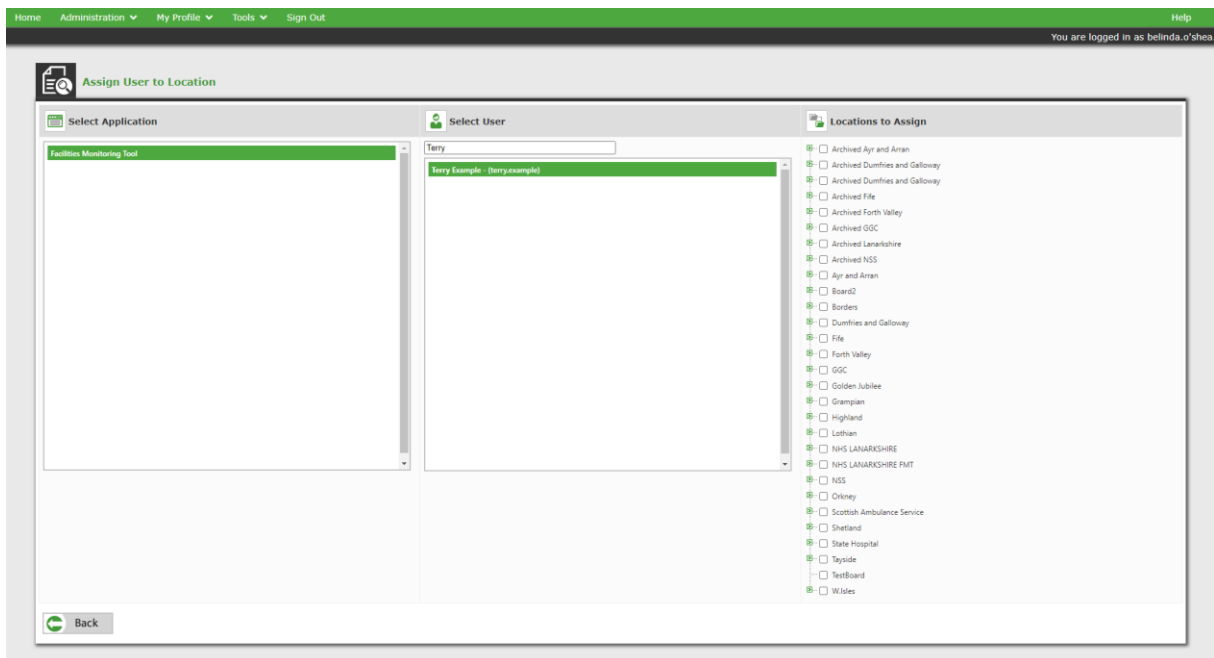 Home Administration My Profile Tools Sign Out Help
You are logged in as belinda.o'shea.
Assign User to Location
Select Application
Facilities Monitoring Tool
Select User
Terry
Terry Example - (terry.example)
Locations to Assign
Archived Ayr and Arran
Archived Dumfries and Galloway
Archived Dumfries and Galloway
Archived Fife
Archived Forth Valley
Archived GGC
Archived Lanarkshire
Archived NSS
Ayr and Arran
Board2
Borders
Dumfries and Galloway
Fife
Forth Valley
GGC
Golden Jubilee
Grampian
Highland
Lothian
NHS LANARKSHIRE
NHS LANARKSHIRE FMT
NSS
Orkney
Scottish Ambulance Service
Shetland
State Hospital
Tayside
TestBoard
W.Isles
Back